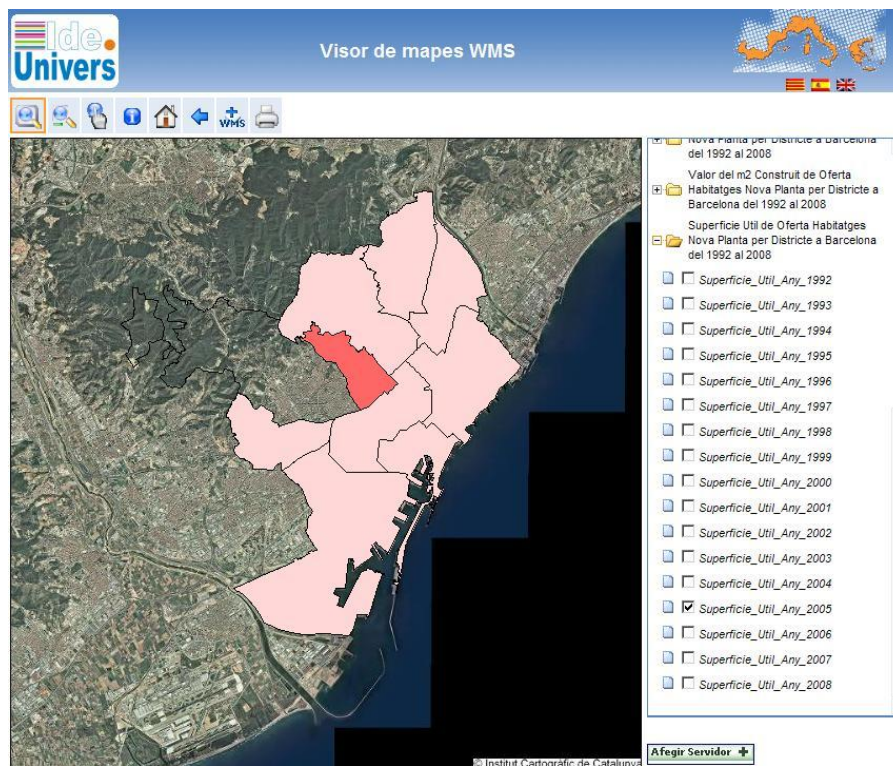 Ide
Univers
Visor de mapes WMS
WMS
Nova Planta per Districte a Barcelona
del 1992 al 2008
Valor del m2 Construit de Oferta
Habitatges Nova Planta per Districte a
Barcelona del 1992 al 2008
Superficie Util de Oferta Habitatges
Nova Planta per Districte a Barcelona
del 1992 al 2008
Superficie_Util_Any_1992
Superficie_Util_Any_1993
Superficie_Util_Any_1994
Superficie_Util_Any_1995
Superficie_Util_Any_1996
Superficie_Util_Any_1997
Superficie_Util_Any_1998
Superficie_Util_Any_1999
Superficie_Util_Any_2000
Superficie_Util_Any_2001
Superficie_Util_Any_2002
Superficie_Util_Any_2003
Superficie_Util_Any_2004
Superficie_Util_Any_2005
Superficie_Util_Any_2006
Superficie_Util_Any_2007
Superficie_Util_Any_2008
Afegir Servidor +
© Institut Cartogràfic de Catalunya